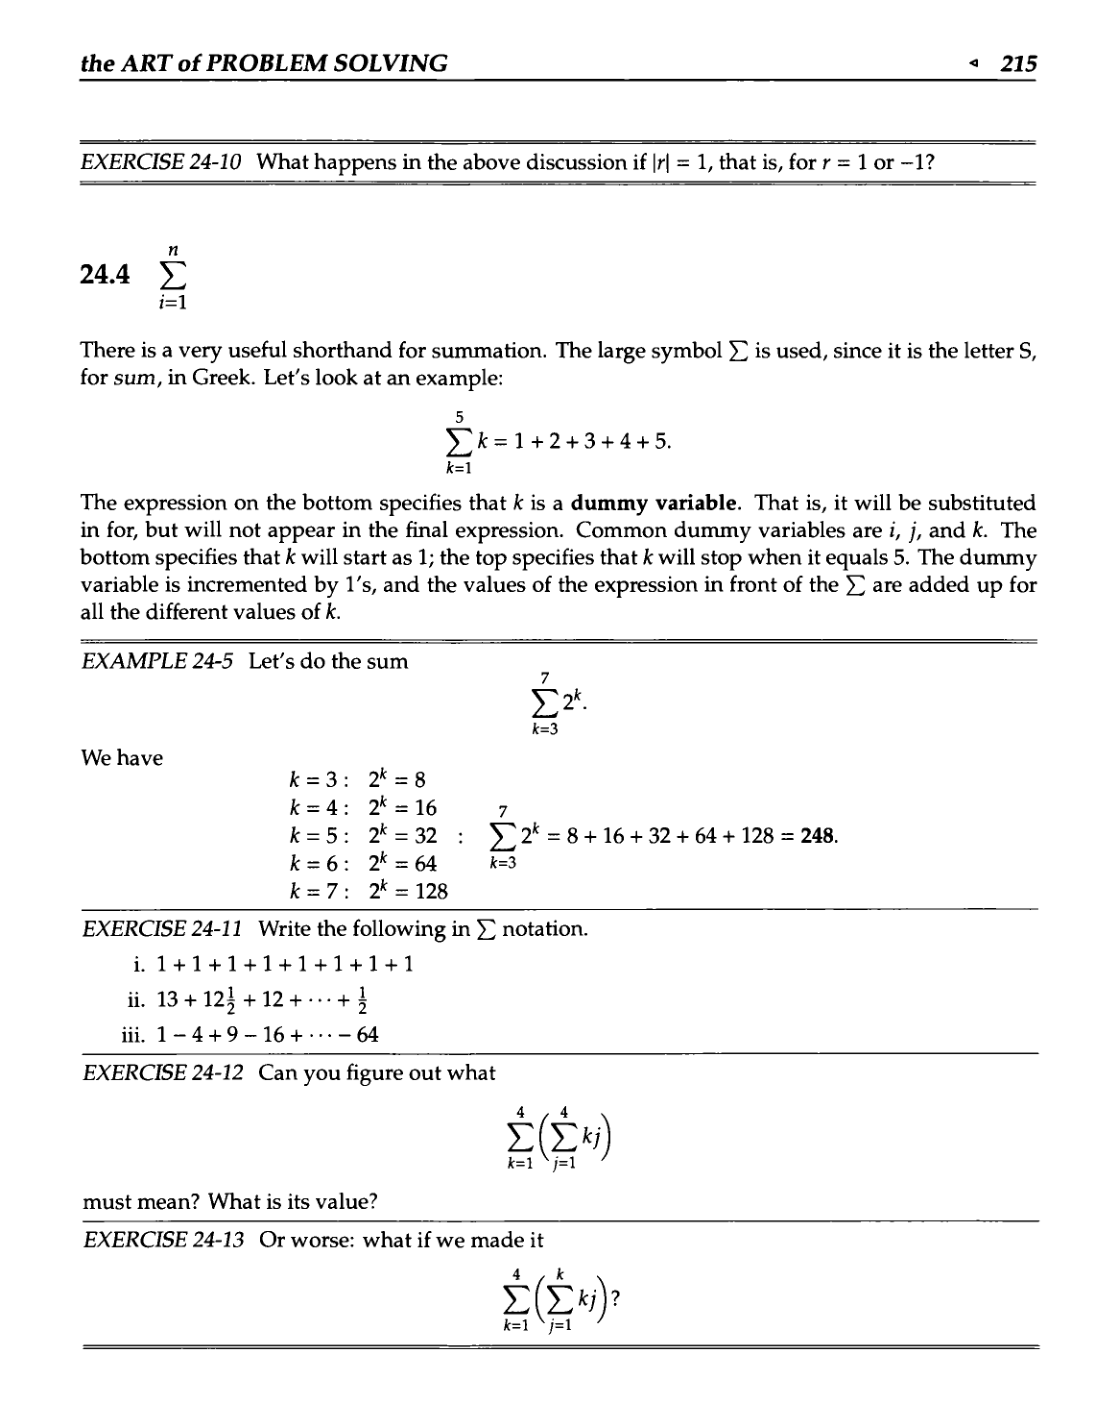 the ART of PROBLEM SOLVING ◃ 215
EXERCISE 24-10 What happens in the above discussion if |r| = 1, that is, for r = 1 or −1?
24.4 \sum_{i=1}^{n}
There is a very useful shorthand for summation. The large symbol ∑ is used, since it is the letter S,
for sum, in Greek. Let's look at an example:
\sum_{k=1}^{5} k = 1 + 2 + 3 + 4 + 5.
The expression on the bottom specifies that k is a dummy variable. That is, it will be substituted
in for, but will not appear in the final expression. Common dummy variables are i, j, and k. The
bottom specifies that k will start as 1; the top specifies that k will stop when it equals 5. The dummy
variable is incremented by 1's, and the values of the expression in front of the ∑ are added up for
all the different values of k.
EXAMPLE 24-5 Let's do the sum
\sum_{k=3}^{7} 2^k.
We have
k = 3 : 2^k = 8
k = 4 : 2^k = 16
k = 5 : 2^k = 32 : \sum_{k=3}^{7} 2^k = 8 + 16 + 32 + 64 + 128 = 248.
k = 6 : 2^k = 64
k = 7 : 2^k = 128
EXERCISE 24-11 Write the following in ∑ notation.
i. 1 + 1 + 1 + 1 + 1 + 1 + 1 + 1
ii. 13 + 12½ + 12 + ⋯ + ½
iii. 1 − 4 + 9 − 16 + ⋯ − 64
EXERCISE 24-12 Can you figure out what
\sum_{k=1}^{4} ( \sum_{j=1}^{4} kj )
must mean? What is its value?
EXERCISE 24-13 Or worse: what if we made it
\sum_{k=1}^{4} ( \sum_{j=1}^{k} kj )?